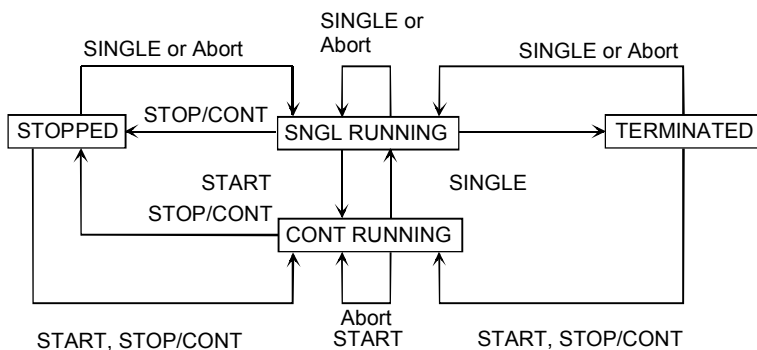 SINGLE or Abort
SINGLE or
Abort
SINGLE or Abort
STOP/CONT
STOPPED
SNGL RUNNING
TERMINATED
START
SINGLE
STOP/CONT
CONT RUNNING
Abort
START
START, STOP/CONT
START, STOP/CONT